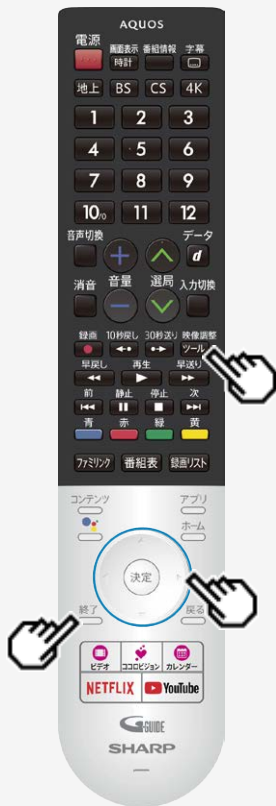 AQUOS
電源
画面表示 番組情報 字幕
時計
地上 BS CS 4K
1 2 3
4 5 6
7 8 9
10/0 11 12
音声切換 データ
d
消音 音量 選局 入力切換
録画 10秒戻し 30秒送り 映像調整
ツール
早戻し 再生 早送り
前 静止 停止 次
青 赤 緑 黄
ファミリンク 番組表 録画リスト
コンテンツ アプリ
ホーム
決定
終了 戻る
ビデオ ココロビジョン カレンダー
NETFLIX YouTube
G-GUIDE
SHARP